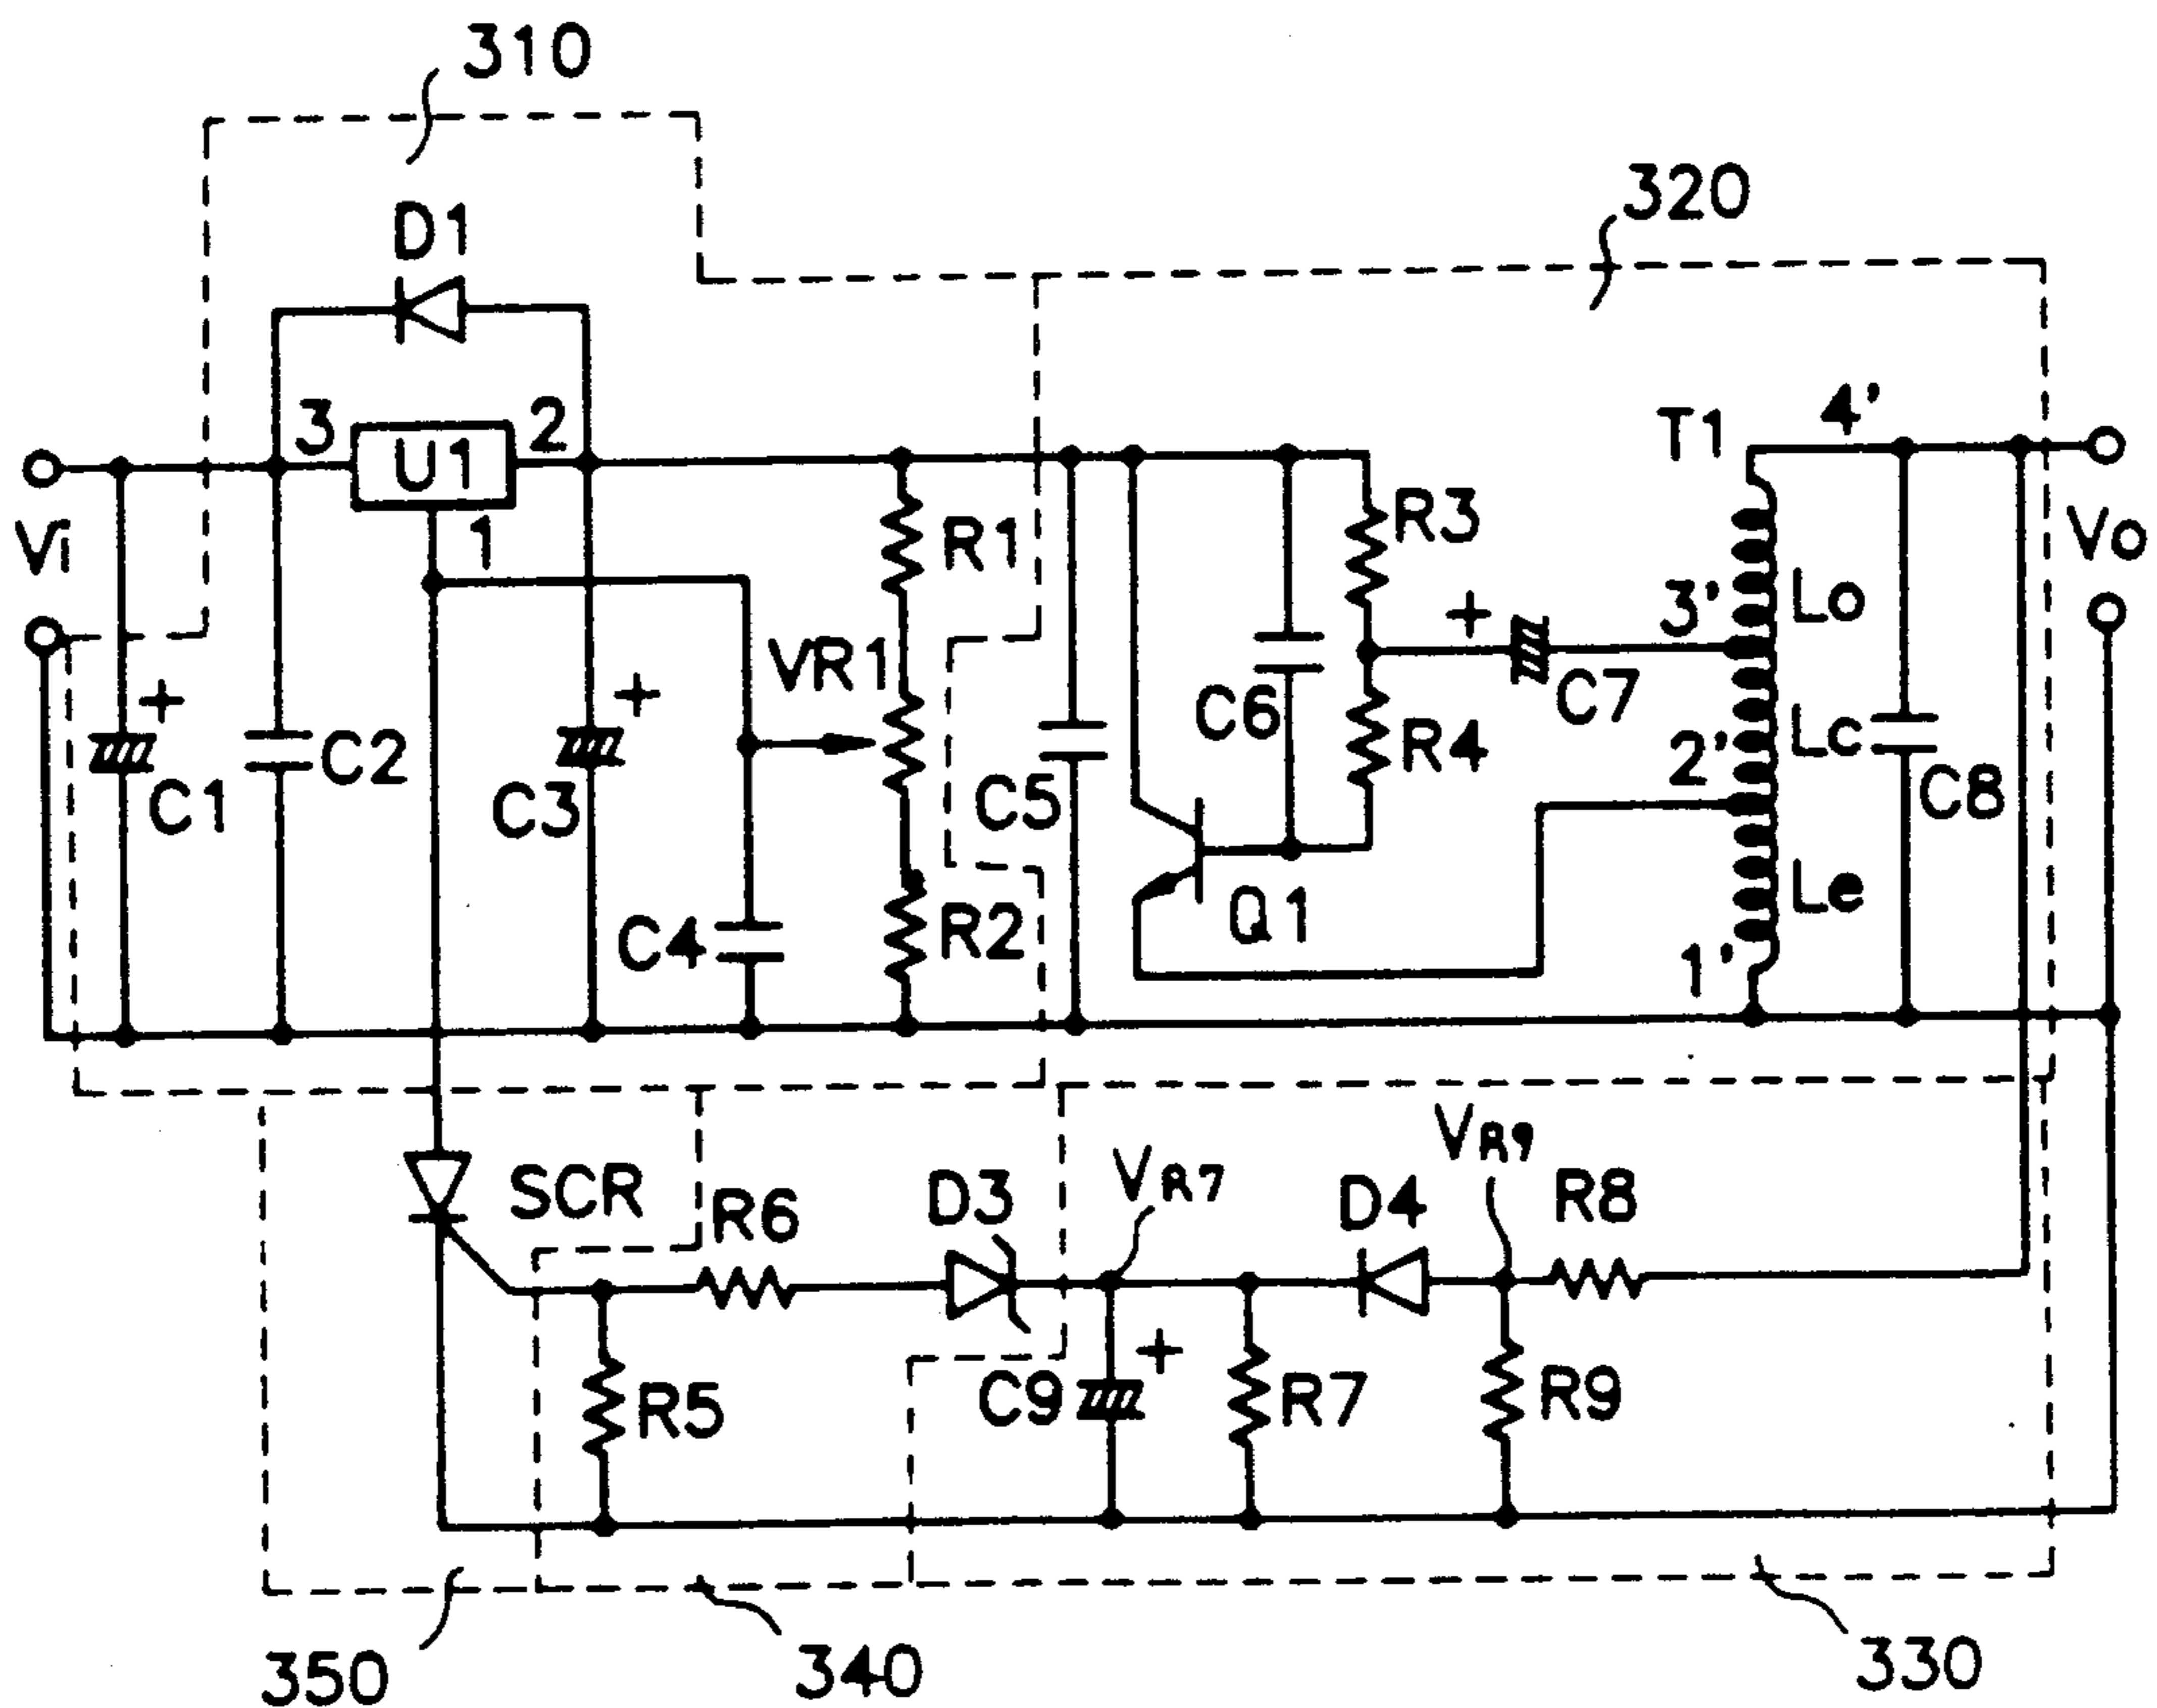 310
320
D1
4'
T1
3
2
U1
1
R1
R3
Vi
Vo
3'
Lo
+
VR1
+
+
C7
C6
R4
2'
Lc
C2
C8
C1
C3
C5
Le
Q1
R2
C4
1'
VR9
VR7
SCR
R6
D3
D4
R8
+
C9
R5
R7
R9
350
340
330